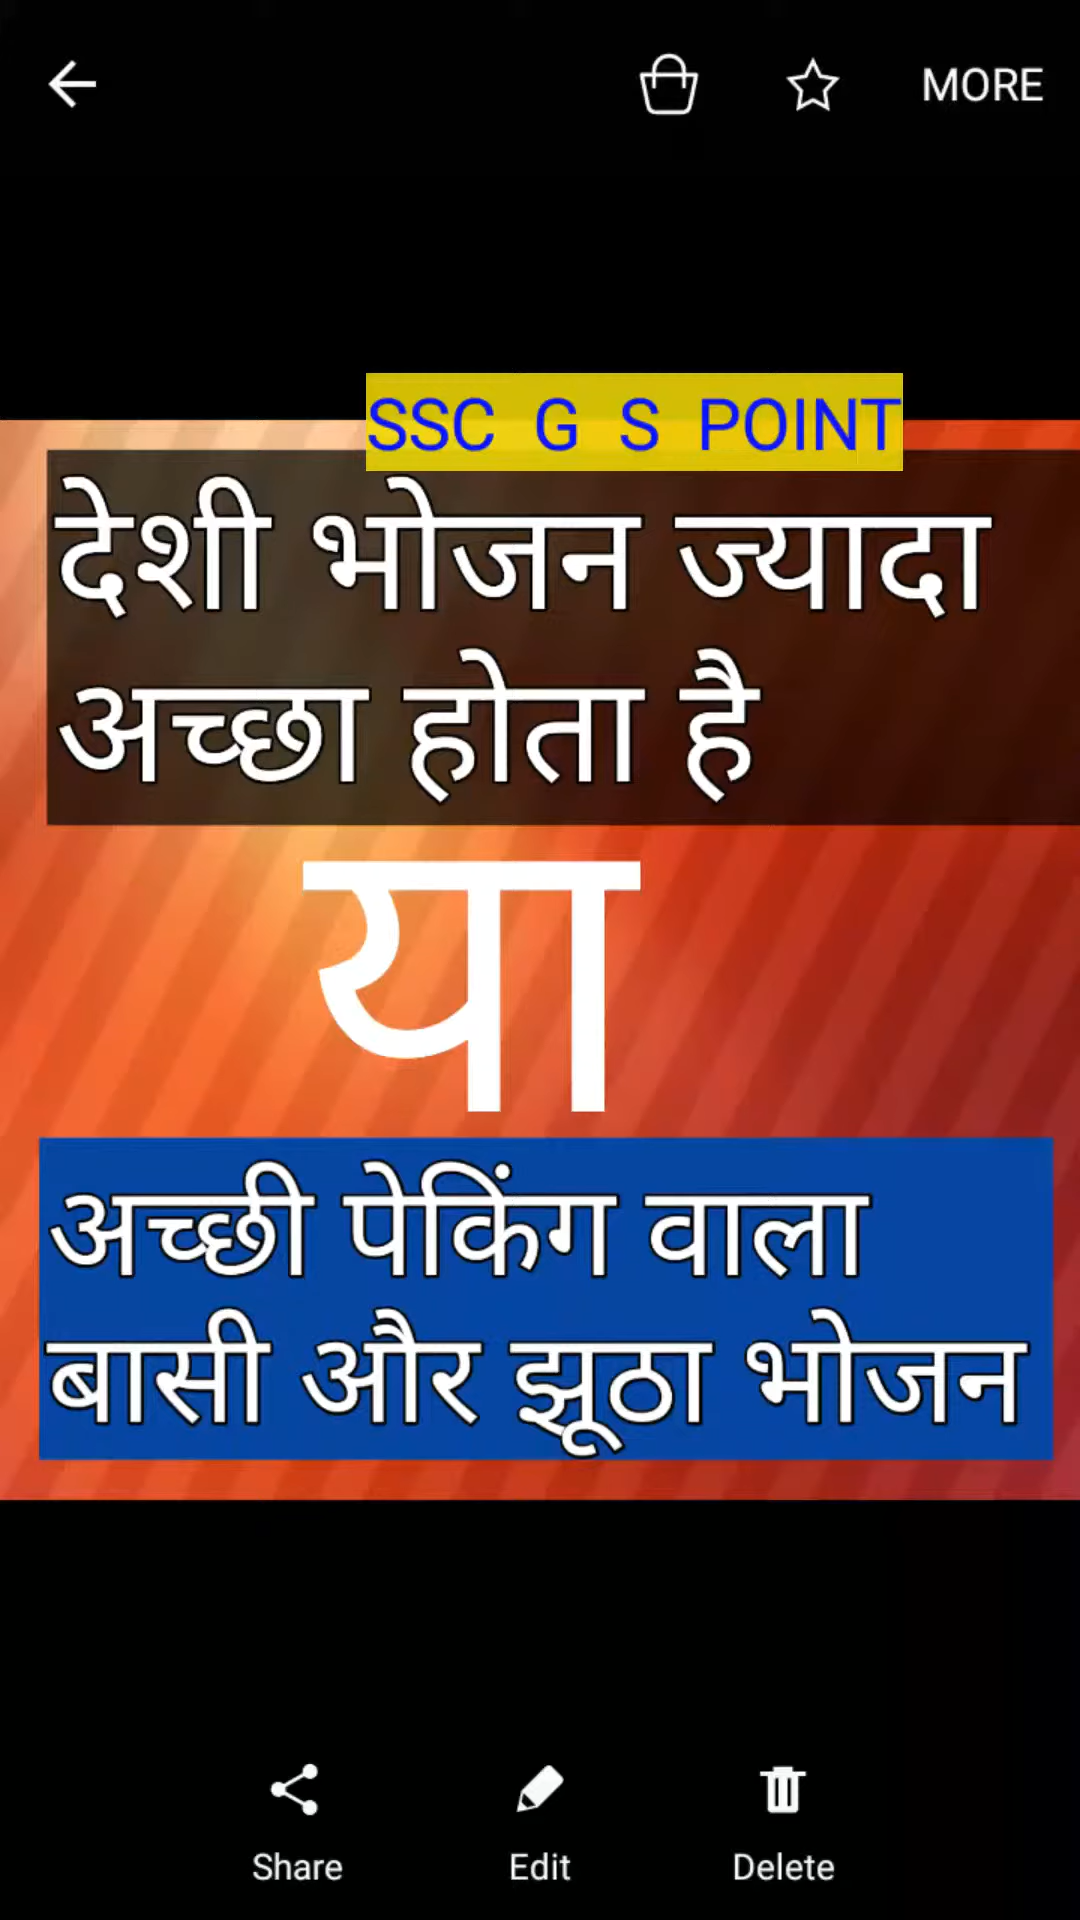 MORE
SSC G S POINT
देशी भोजन ज्यादा
अच्छा होता है
या
अच्छी पेकिंग वाला
बासी और झूठा भोजन
Share Edit Delete